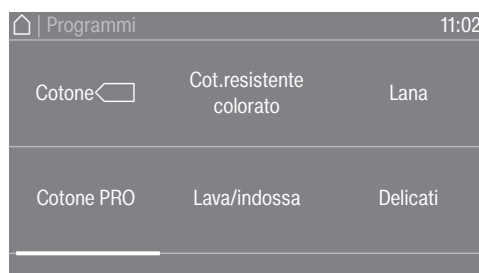 | Programmi
11:02
Cotone
Cot.resistente
colorato
Lana
Cotone PRO
Lava/indossa
Delicati